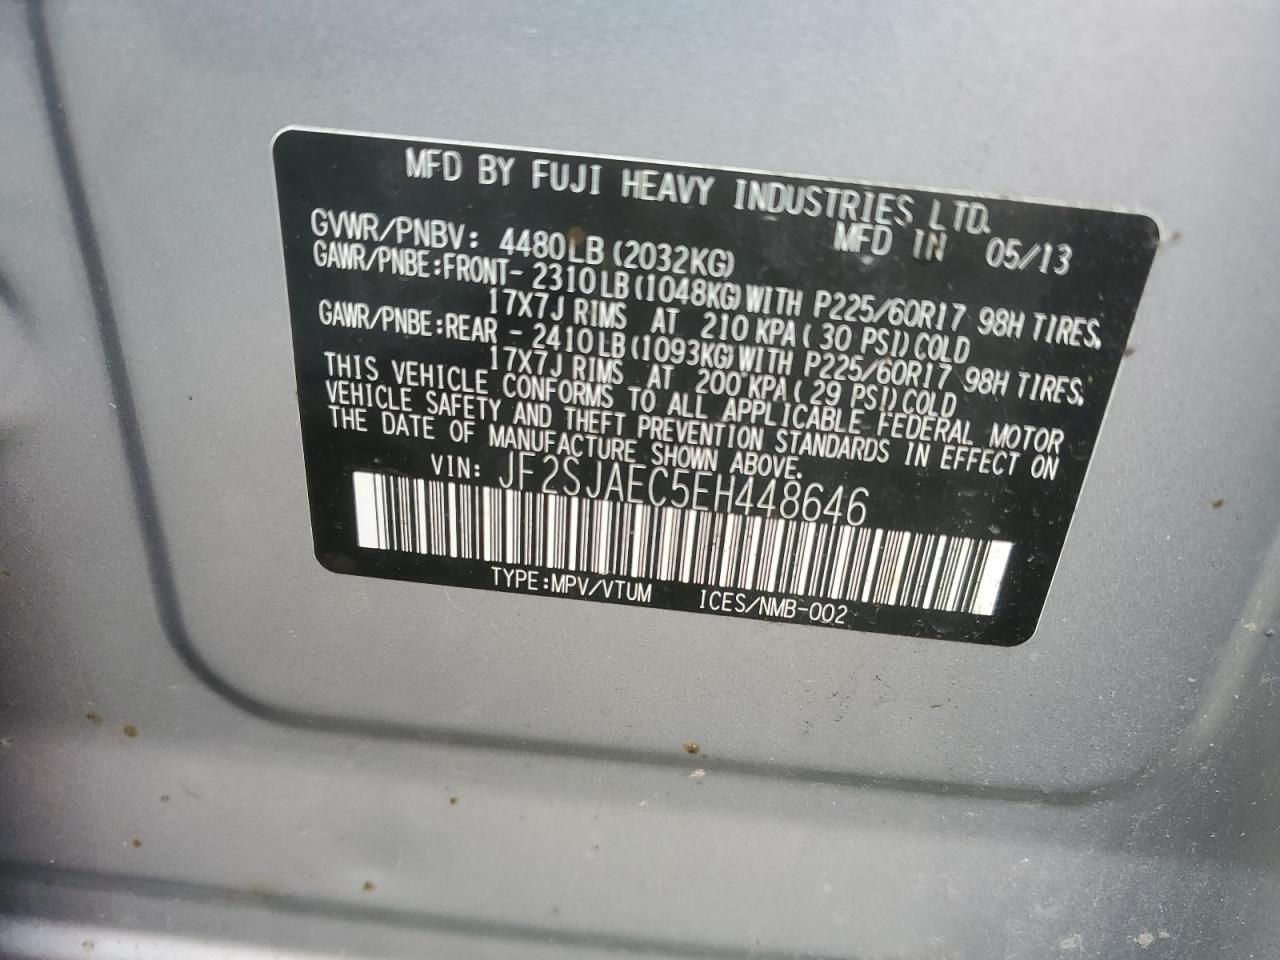 MFD BY FUJI HEAVY INDUSTRIES LTD.
MFD IN 05/13
GVWR/PNBV: 4480LB(2032KG)
GAWR/PNBE:FRONT- 2310LB(1048KG)WITH P225/60R17 98H TIRES,
17X7J RIMS AT 210 KPA( 30 PSI)COLD
GAWR/PNBE:REAR - 2410LB(1093KG)WITH P225/60R17 98H TIRES,
17X7J RIMS AT 200 KPA( 29 PSI)COLD
THIS VEHICLE CONFORMS TO ALL APPLICABLE FEDERAL MOTOR
VEHICLE SAFETY AND THEFT PREVENTION STANDARDS IN EFFECT ON
THE DATE OF MANUFACTURE SHOWN ABOVE.
VIN: JF2SJAEC5EH448646
TYPE:MPV/VTUM ICES/NMB-002